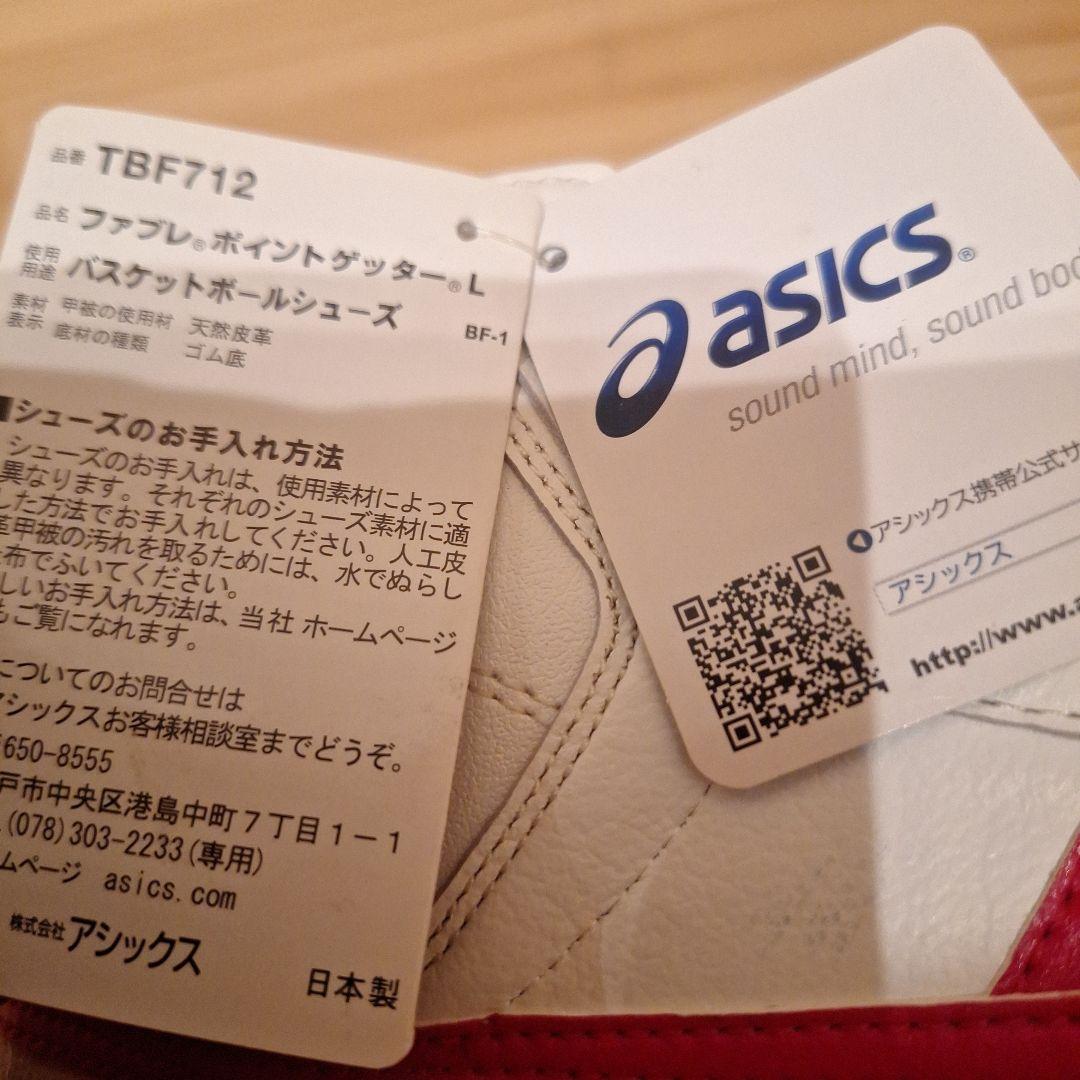 品番 TBF712
品名 ファブレ®ポイントゲッター®L
使用用途 バスケットボールシューズ
BF-1
素材表示 甲被の使用材 天然皮革
底材の種類 ゴム底
■シューズのお手入れ方法
シューズのお手入れは、使用素材によって
異なります。それぞれのシューズ素材に適
した方法でお手入れしてください。人工皮
革甲被の汚れを取るためには、水でぬらし
布でふいてください。
しいお手入れ方法は、当社 ホームページ
もご覧になれます。
についてのお問合せは
アシックスお客様相談室までどうぞ。
650-8555
戸市中央区港島中町7丁目1-1
(078)303-2233(専用)
ムページ asics.com
株式会社アシックス
日本製
asics®
sound mind, sound bod
アシックス携帯公式サ
アシックス
http://www.a